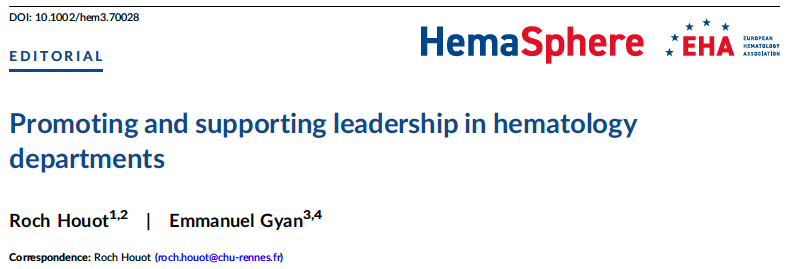 DOI: 10.1002/hem3.70028
EDITORIAL
HemaSphere
EHA
EUROPEAN
HEMATOLOGY
ASSOCIATION
Promoting and supporting leadership in hematology
departments
Roch Houot1,2 | Emmanuel Gyan3,4
Correspondence: Roch Houot (roch.houot@chu-rennes.fr)